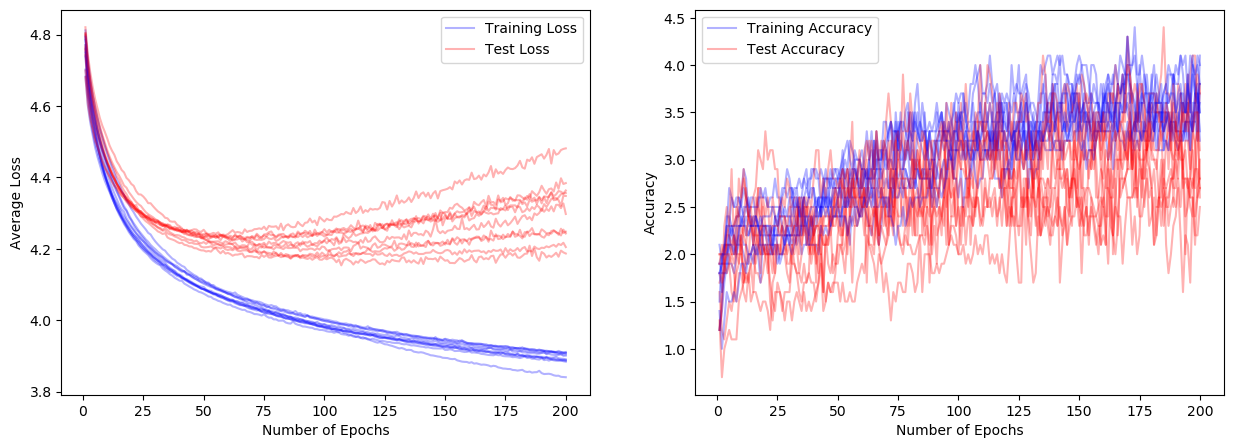 4.8
4.6
4.4
4.2
4.0
3.8
Average Loss
0 25 50 75 100 125 150 175 200
Number of Epochs
Training Loss
Test Loss
4.5
4.0
3.5
3.0
2.5
2.0
1.5
1.0
Accuracy
0 25 50 75 100 125 150 175 200
Number of Epochs
Training Accuracy
Test Accuracy